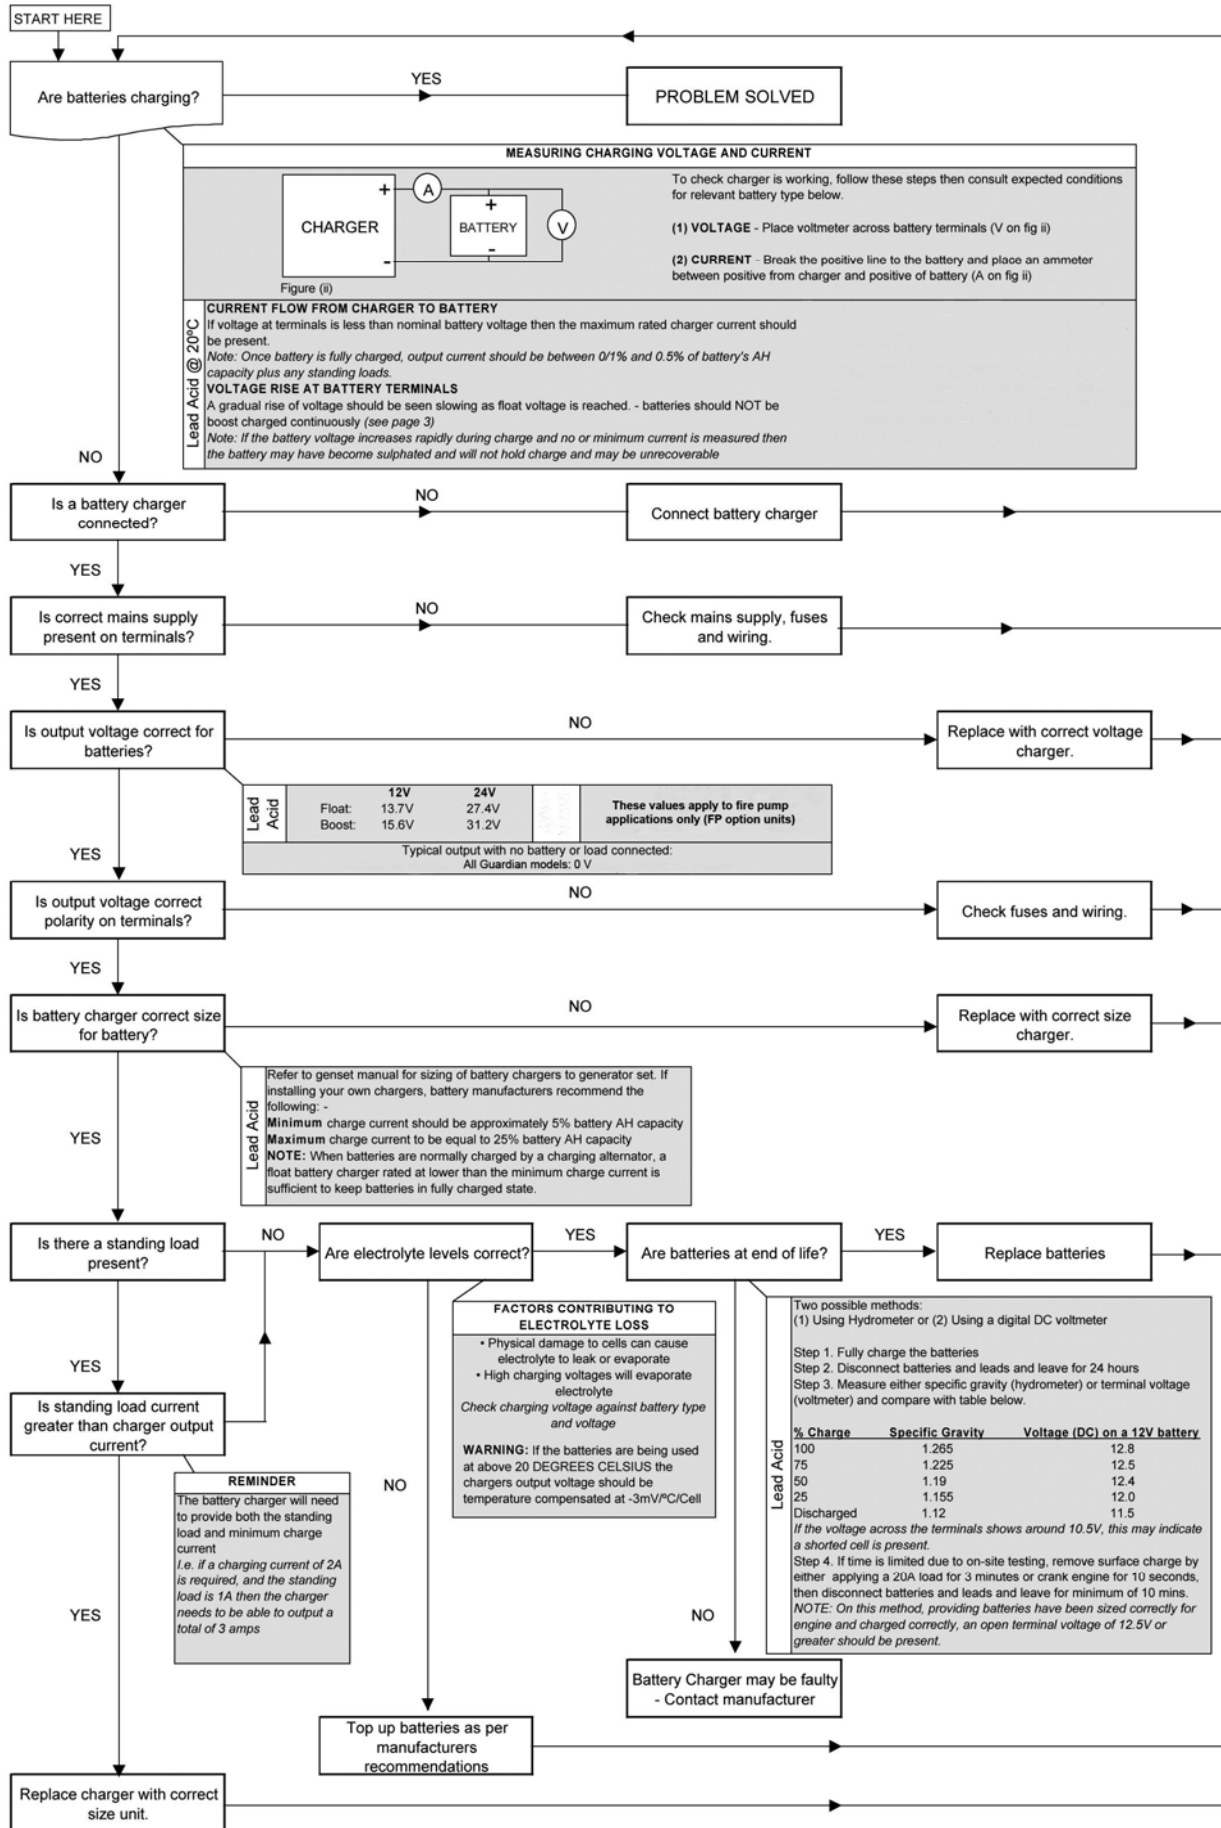 START HERE
Are batteries charging?
YES
PROBLEM SOLVED
MEASURING CHARGING VOLTAGE AND CURRENT
CHARGER
+
-
A
+
BATTERY
-
V
Figure (ii)
To check charger is working, follow these steps then consult expected conditions
for relevant battery type below.
(1) VOLTAGE - Place voltmeter across battery terminals (V on fig ii)
(2) CURRENT - Break the positive line to the battery and place an ammeter
between positive from charger and positive of battery (A on fig ii)
Lead Acid @ 20ºC
CURRENT FLOW FROM CHARGER TO BATTERY
If voltage at terminals is less than nominal battery voltage then the maximum rated charger current should
be present.
Note: Once battery is fully charged, output current should be between 0/1% and 0.5% of battery's AH
capacity plus any standing loads.
VOLTAGE RISE AT BATTERY TERMINALS
A gradual rise of voltage should be seen slowing as float voltage is reached. - batteries should NOT be
boost charged continuously (see page 3)
Note: If the battery voltage increases rapidly during charge and no or minimum current is measured then
the battery may have become sulphated and will not hold charge and may be unrecoverable
NO
Is a battery charger
connected?
NO
Connect battery charger
YES
Is correct mains supply
present on terminals?
NO
Check mains supply, fuses
and wiring.
YES
Is output voltage correct for
batteries?
NO
Replace with correct voltage
charger.
Lead
Acid
12V 24V
Float: 13.7V 27.4V
Boost: 15.6V 31.2V
These values apply to fire pump
applications only (FP option units)
Typical output with no battery or load connected:
All Guardian models: 0 V
YES
Is output voltage correct
polarity on terminals?
NO
Check fuses and wiring.
YES
Is battery charger correct size
for battery?
NO
Replace with correct size
charger.
Lead Acid
Refer to genset manual for sizing of battery chargers to generator set. If
installing your own chargers, battery manufacturers recommend the
following: -
Minimum charge current should be approximately 5% battery AH capacity
Maximum charge current to be equal to 25% battery AH capacity
NOTE: When batteries are normally charged by a charging alternator, a
float battery charger rated at lower than the minimum charge current is
sufficient to keep batteries in fully charged state.
YES
Is there a standing load
present?
NO
Are electrolyte levels correct?
YES
Are batteries at end of life?
YES
Replace batteries
FACTORS CONTRIBUTING TO
ELECTROLYTE LOSS
• Physical damage to cells can cause
electrolyte to leak or evaporate
• High charging voltages will evaporate
electrolyte
Check charging voltage against battery type
and voltage
WARNING: If the batteries are being used
at above 20 DEGREES CELSIUS the
chargers output voltage should be
temperature compensated at -3mV/ºC/Cell
Lead Acid
Two possible methods:
(1) Using Hydrometer or (2) Using a digital DC voltmeter
Step 1. Fully charge the batteries
Step 2. Disconnect batteries and leads and leave for 24 hours
Step 3. Measure either specific gravity (hydrometer) or terminal voltage
(voltmeter) and compare with table below.
% Charge Specific Gravity Voltage (DC) on a 12V battery
100 1.265 12.8
75 1.225 12.5
50 1.19 12.4
25 1.155 12.0
Discharged 1.12 11.5
If the voltage across the terminals shows around 10.5V, this may indicate
a shorted cell is present.
Step 4. If time is limited due to on-site testing, remove surface charge by
either applying a 20A load for 3 minutes or crank engine for 10 seconds,
then disconnect batteries and leads and leave for minimum of 10 mins.
NOTE: On this method, providing batteries have been sized correctly for
engine and charged correctly, an open terminal voltage of 12.5V or
greater should be present.
YES
Is standing load current
greater than charger output
current?
REMINDER
The battery charger will need
to provide both the standing
load and minimum charge
current
I.e. if a charging current of 2A
is required, and the standing
load is 1A then the charger
needs to be able to output a
total of 3 amps
NO
NO
YES
Battery Charger may be faulty
- Contact manufacturer
Top up batteries as per
manufacturers
recommendations
Replace charger with correct
size unit.